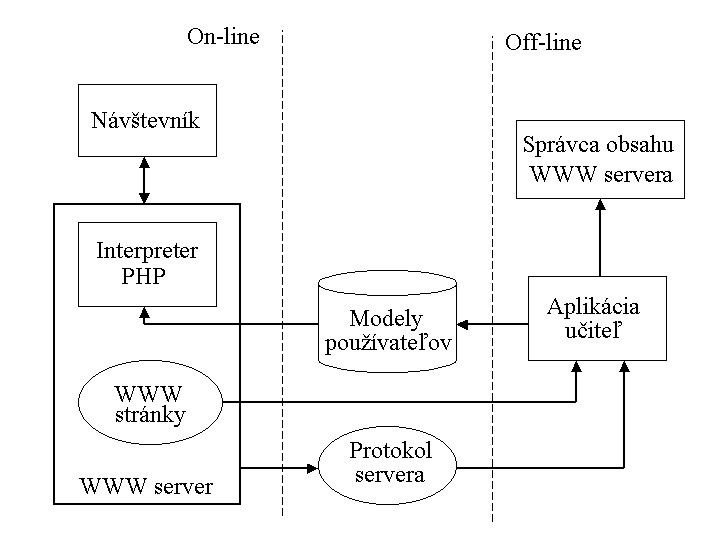 On-line
Off-line
Návštevník
Správca obsahu
WWW servera
Interpreter
PHP
Modely
používateľov
Aplikácia
učiteľ
WWW
stránky
Protokol
servera
WWW server